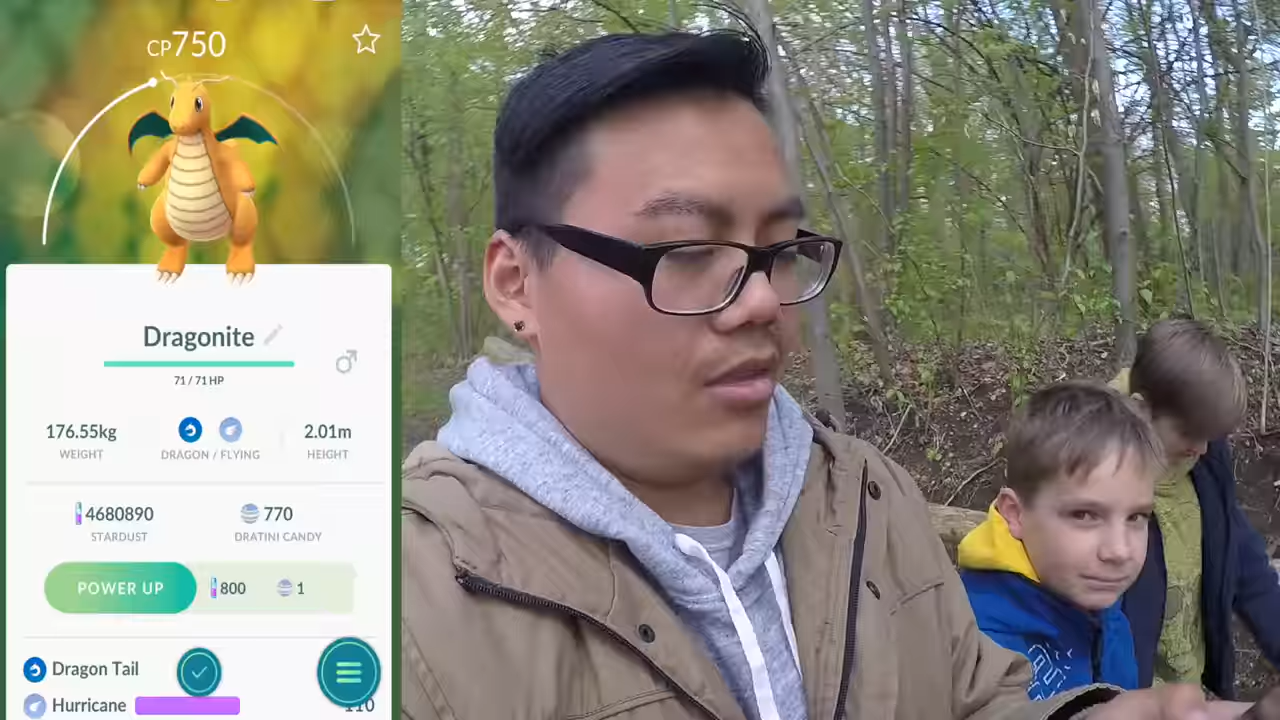 CP750
Dragonite
71 / 71 HP
176.55kg
WEIGHT
DRAGON / FLYING
2.01m
HEIGHT
4680890
STARDUST
770
DRATINI CANDY
POWER UP
800
1
Dragon Tail
Hurricane
110